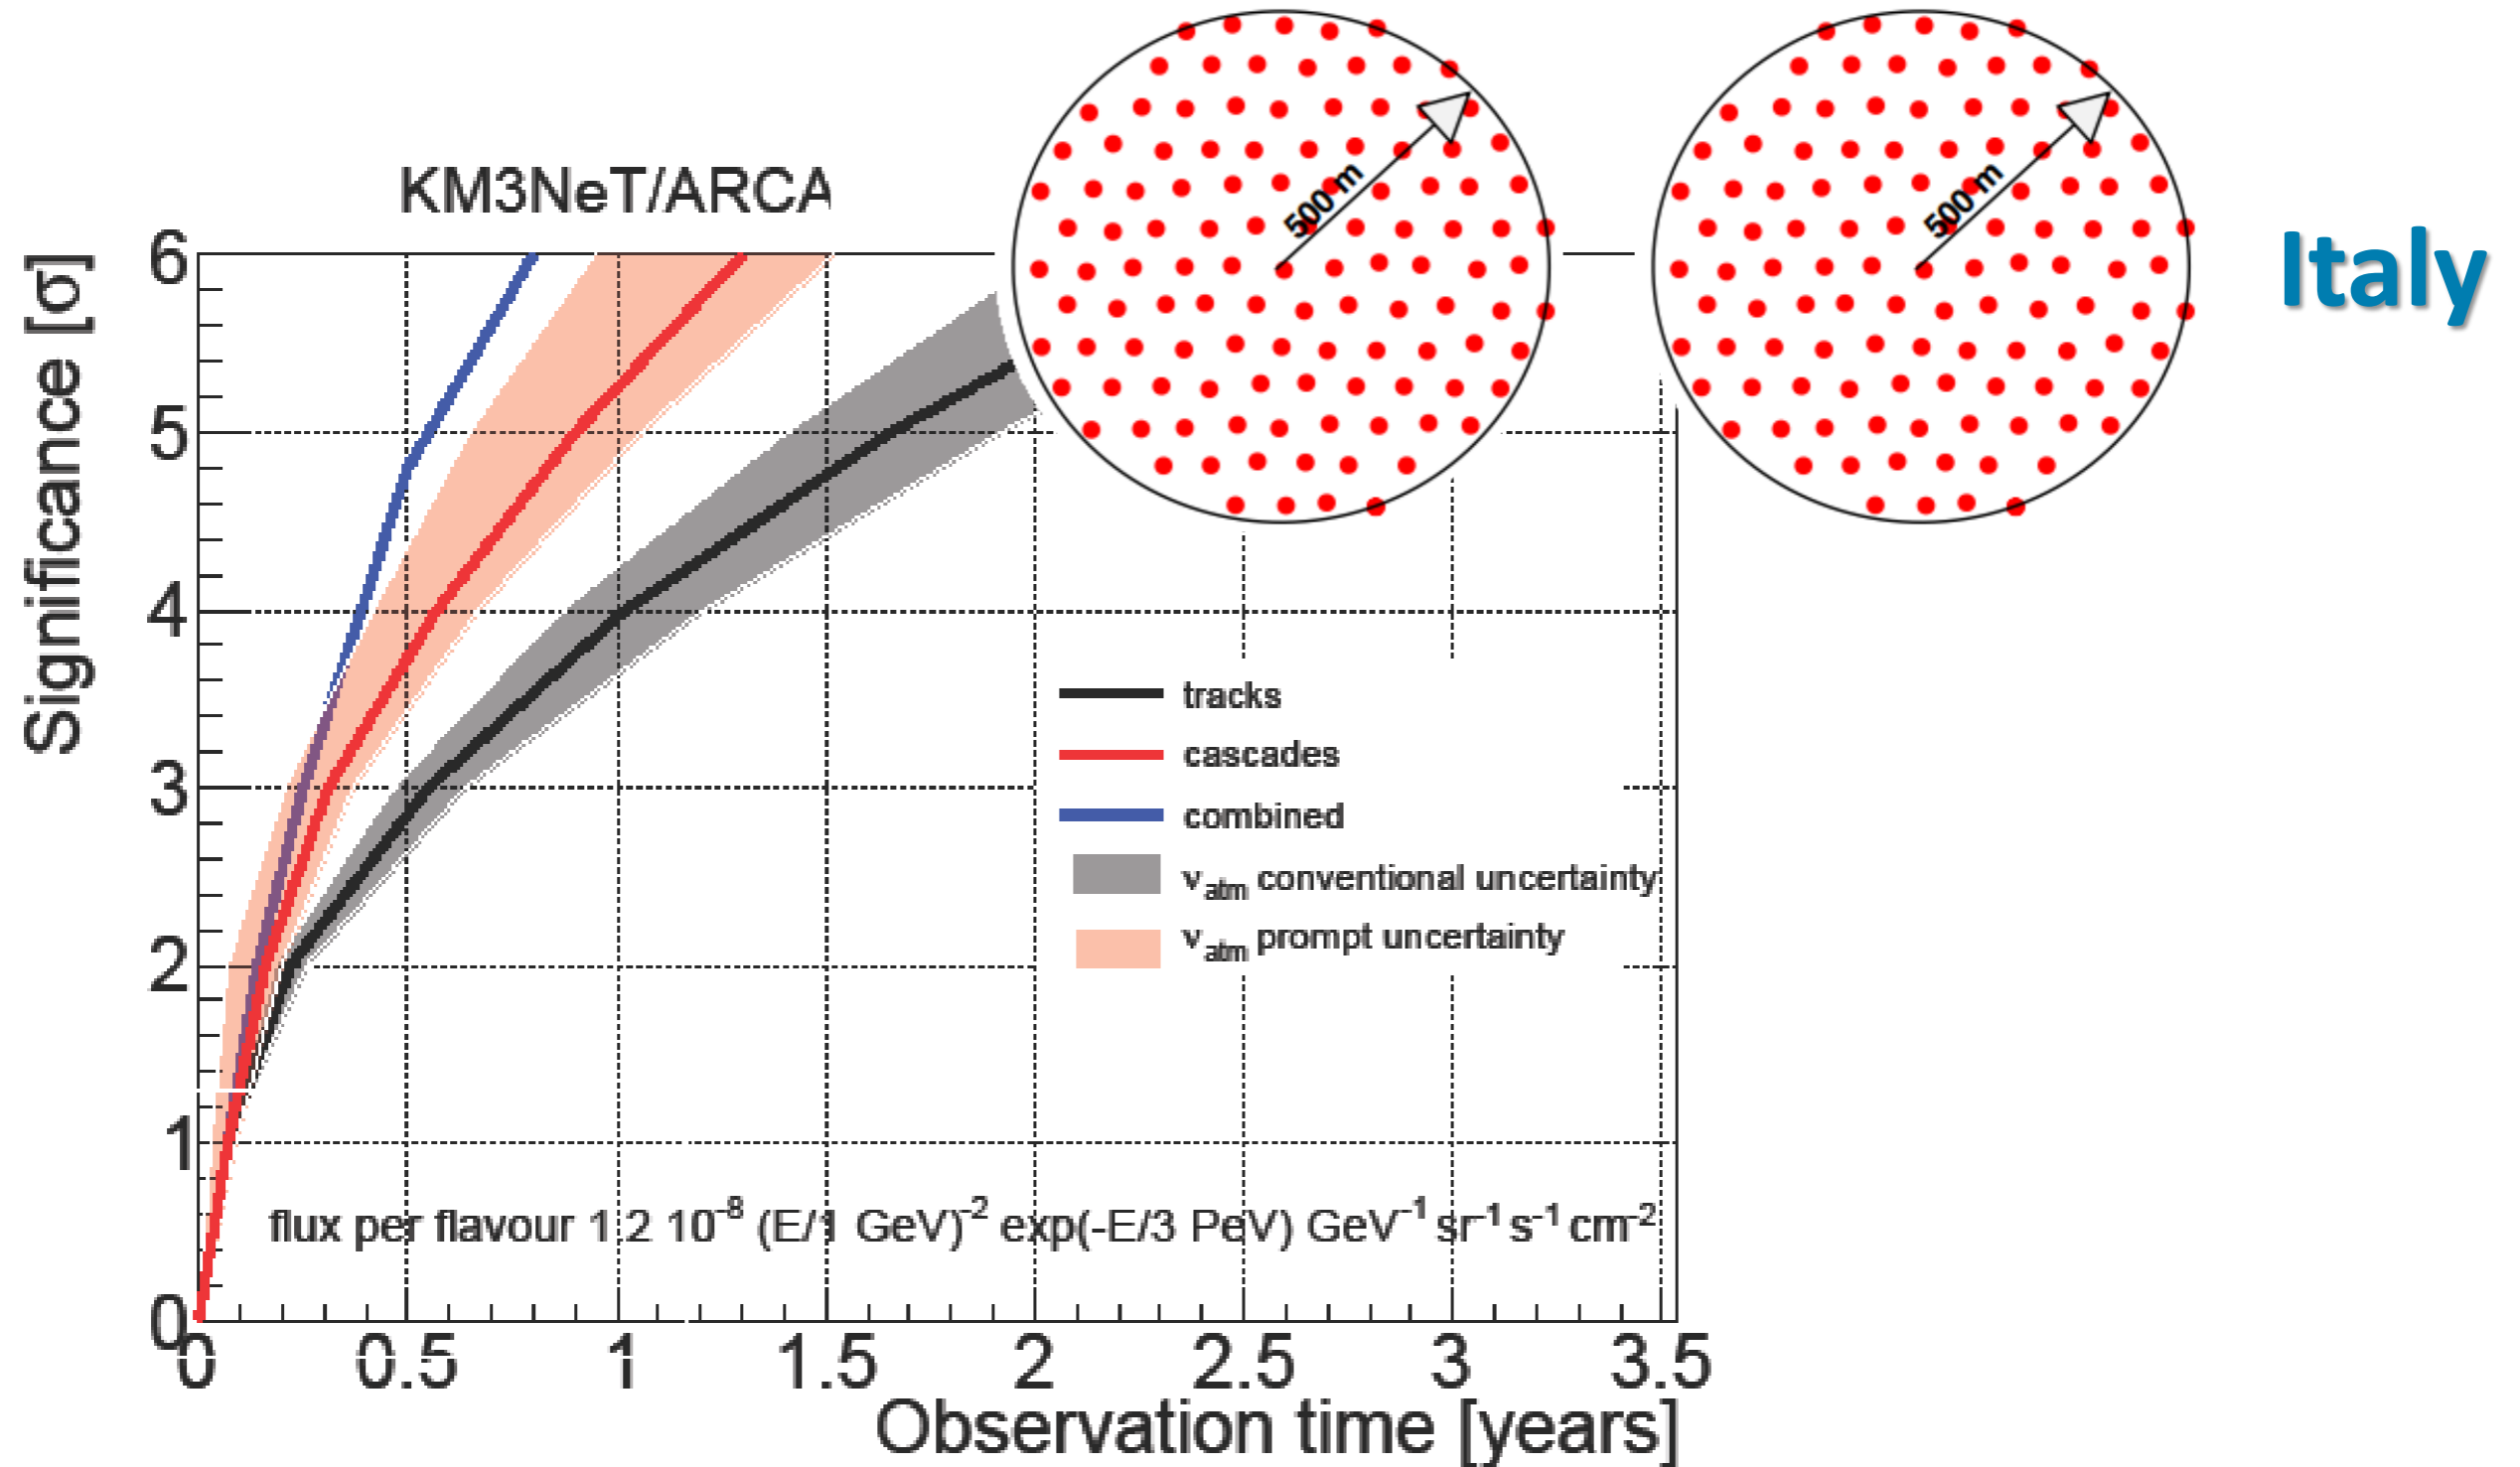 KM3NeT/ARCA
500 m
500 m
Italy
Significance [σ]
6
5
4
3
2
1
0
tracks
cascades
combined
νatm conventional uncertainty
νatm prompt uncertainty
flux per flavour 1.2 10⁻⁸ (E/1 GeV)⁻² exp(-E/3 PeV) GeV⁻¹ sr⁻¹ s⁻¹ cm⁻²
0 0.5 1 1.5 2 2.5 3 3.5
Observation time [years]